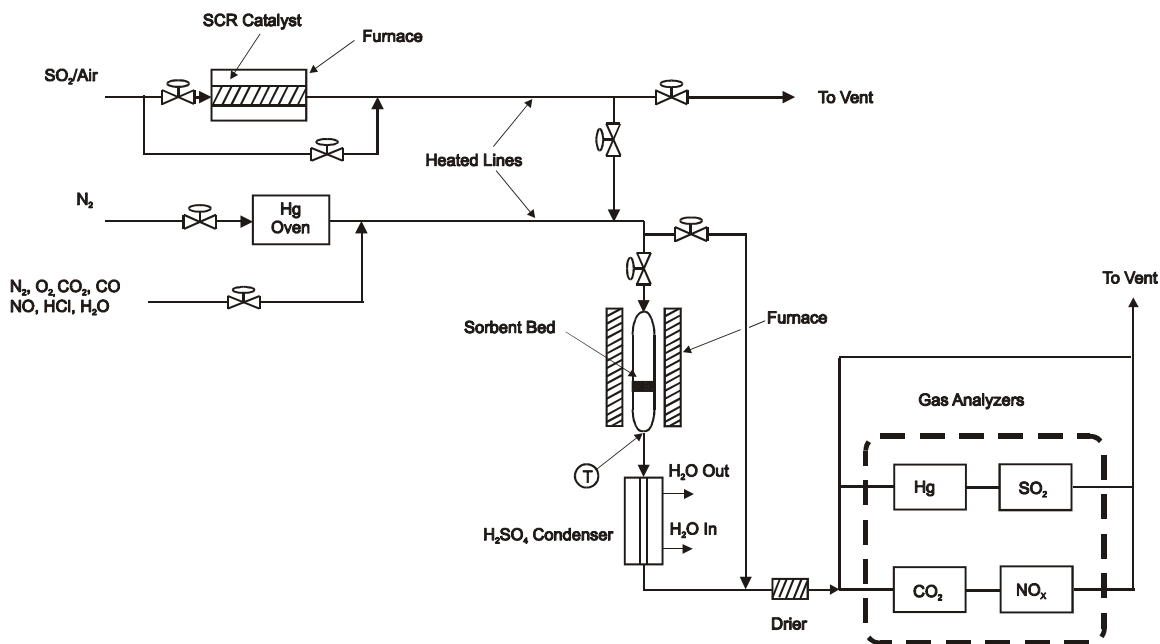 SCR Catalyst
Furnace
SO₂/Air
To Vent
Heated Lines
N₂
Hg
Oven
N₂, O₂, CO₂, CO
NO, HCl, H₂O
To Vent
Sorbent Bed
Furnace
Gas Analyzers
T
H₂O Out
Hg
SO₂
H₂O In
H₂SO₄ Condenser
CO₂
NOₓ
Drier